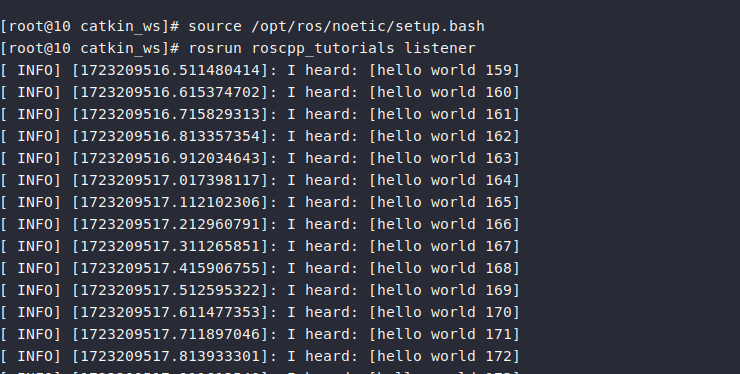 [root@10 catkin_ws]# source /opt/ros/noetic/setup.bash
[root@10 catkin_ws]# rosrun roscpp_tutorials listener
[ INFO] [1723209516.511480414]: I heard: [hello world 159]
[ INFO] [1723209516.615374702]: I heard: [hello world 160]
[ INFO] [1723209516.715829313]: I heard: [hello world 161]
[ INFO] [1723209516.813357354]: I heard: [hello world 162]
[ INFO] [1723209516.912034643]: I heard: [hello world 163]
[ INFO] [1723209517.017398117]: I heard: [hello world 164]
[ INFO] [1723209517.112102306]: I heard: [hello world 165]
[ INFO] [1723209517.212960791]: I heard: [hello world 166]
[ INFO] [1723209517.311265851]: I heard: [hello world 167]
[ INFO] [1723209517.415906755]: I heard: [hello world 168]
[ INFO] [1723209517.512595322]: I heard: [hello world 169]
[ INFO] [1723209517.611477353]: I heard: [hello world 170]
[ INFO] [1723209517.711897046]: I heard: [hello world 171]
[ INFO] [1723209517.813933301]: I heard: [hello world 172]